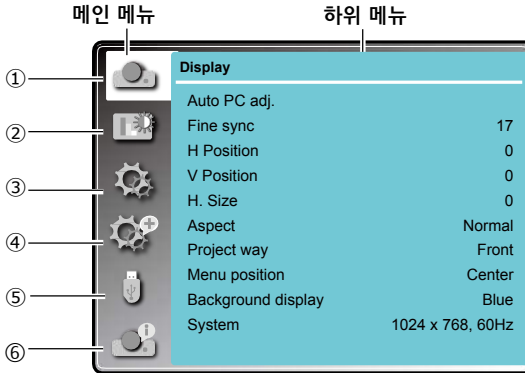 메인 메뉴 하위 메뉴
① Display
Auto PC adj.
② Fine sync 17
H Position 0
③ V Position 0
H. Size 0
④ Aspect Normal
Project way Front
⑤ Menu position Center
Background display Blue
⑥ System 1024 x 768, 60Hz